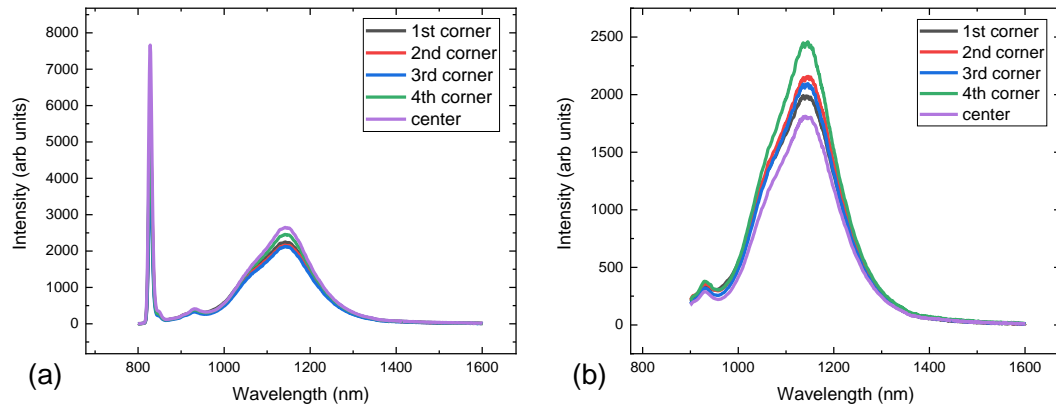 8000
7000
6000
5000
4000
3000
2000
1000
0
Intensity (arb units)
1st corner
2nd corner
3rd corner
4th corner
center
800 1000 1200 1400 1600
Wavelength (nm)
(a)
2500
2000
1500
1000
500
0
Intensity (arb units)
1st corner
2nd corner
3rd corner
4th corner
center
800 1000 1200 1400 1600
Wavelength (nm)
(b)